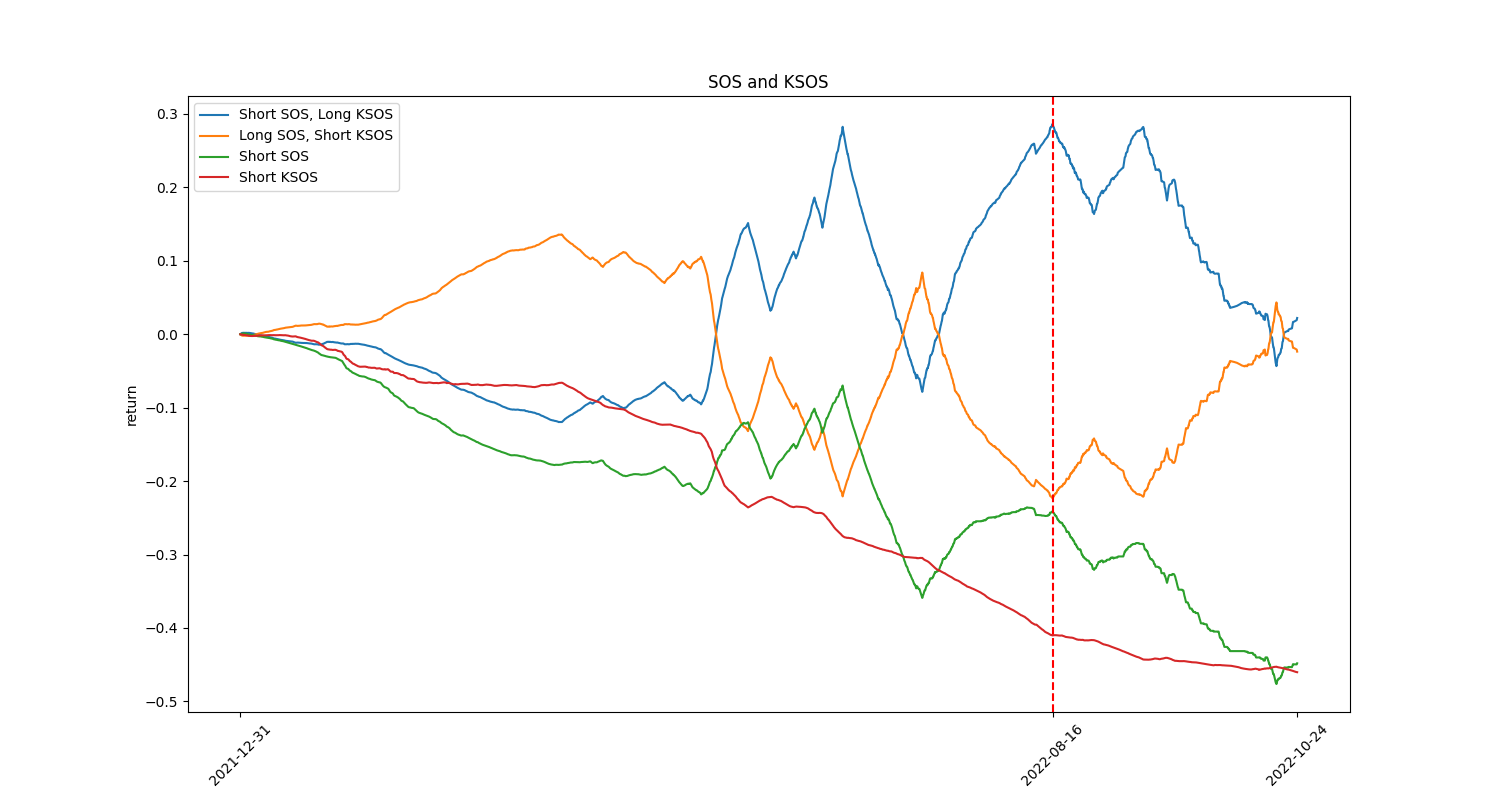 SOS and KSOS
Short SOS, Long KSOS
Long SOS, Short KSOS
Short SOS
Short KSOS
0.3
0.2
0.1
0.0
−0.1
−0.2
−0.3
−0.4
−0.5
return
2021-12-31
2022-08-16
2022-10-24